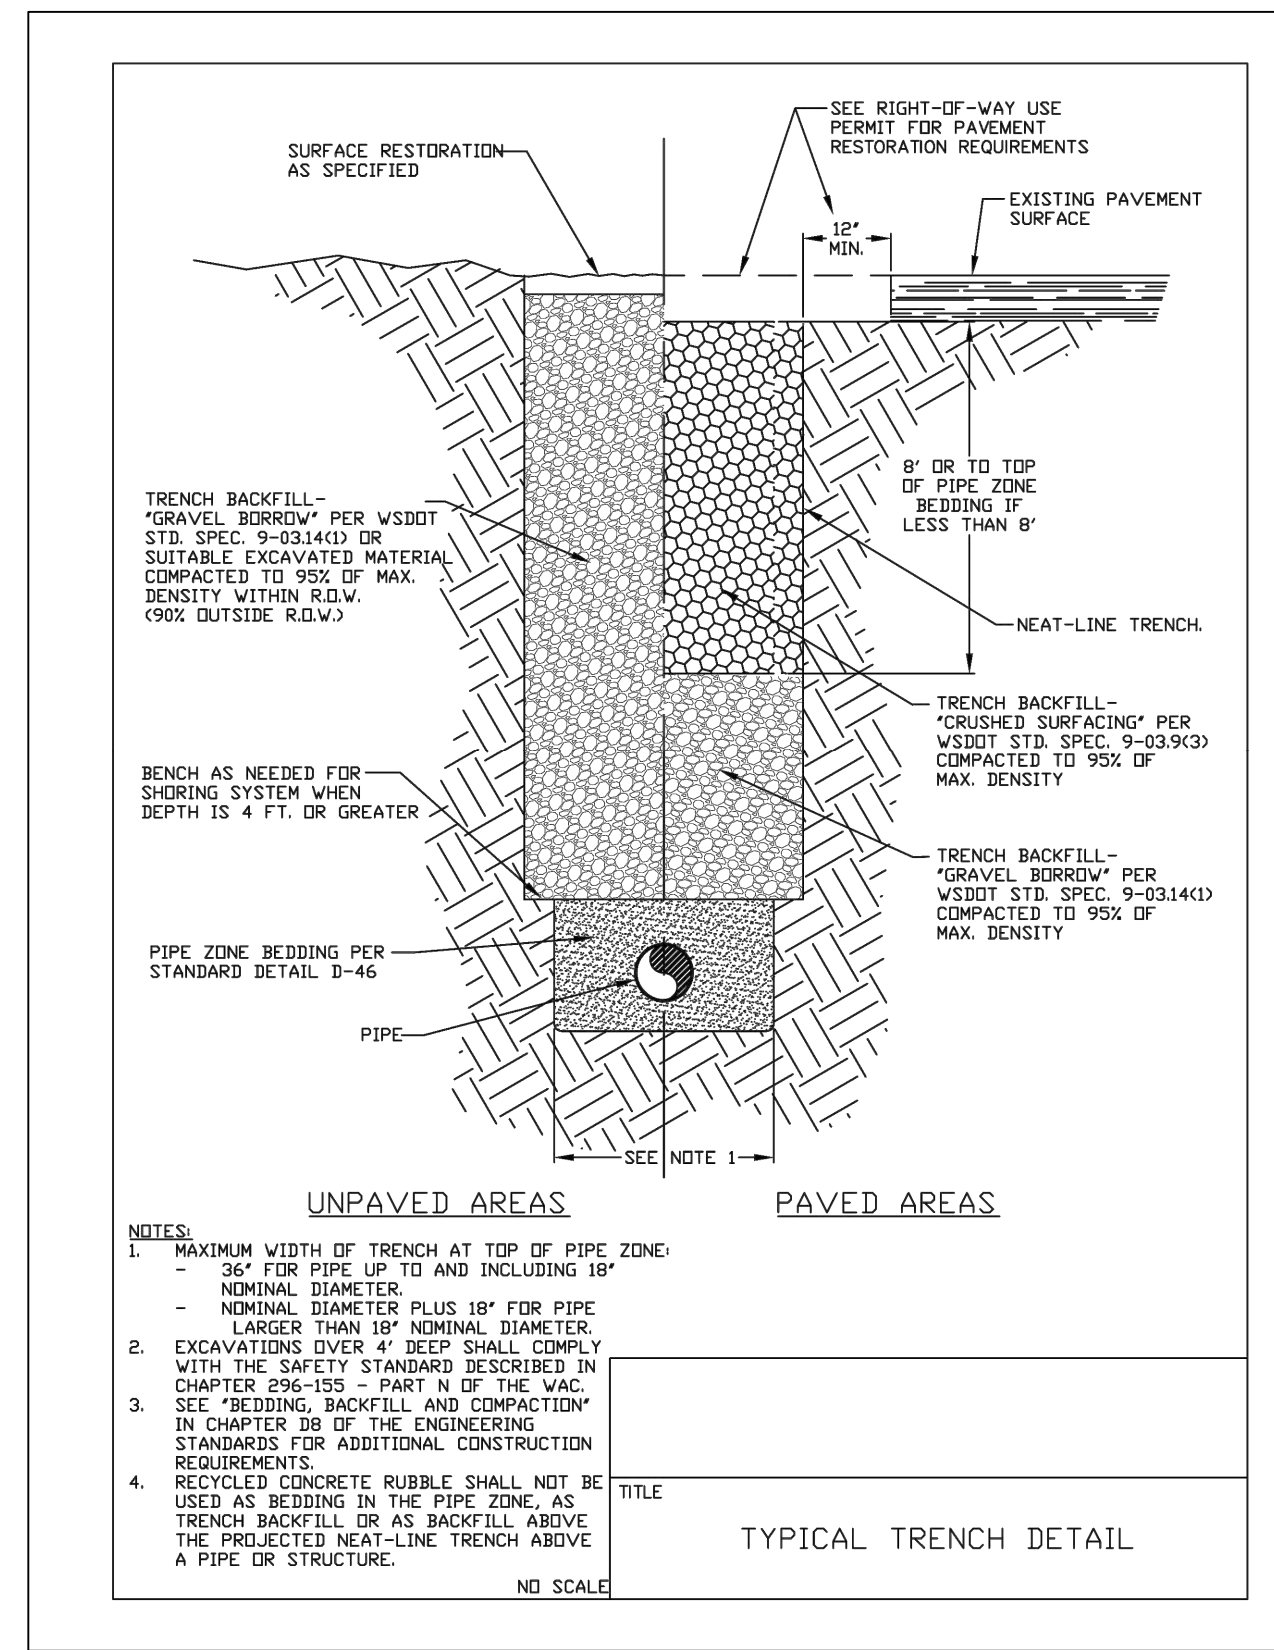 SEE RIGHT-OF-WAY USE
PERMIT FOR PAVEMENT
RESTORATION REQUIREMENTS
SURFACE RESTORATION
AS SPECIFIED
EXISTING PAVEMENT
SURFACE
12"
MIN.
8' OR TO TOP
OF PIPE ZONE
BEDDING IF
LESS THAN 8'
TRENCH BACKFILL-
"GRAVEL BORROW" PER WSDOT
STD. SPEC. 9-03.14(1) OR
SUITABLE EXCAVATED MATERIAL
COMPACTED TO 95% OF MAX.
DENSITY WITHIN R.O.W.
(90% OUTSIDE R.O.W.)
NEAT-LINE TRENCH.
TRENCH BACKFILL-
"CRUSHED SURFACING" PER
WSDOT STD. SPEC. 9-03.9(3)
COMPACTED TO 95% OF
MAX. DENSITY
BENCH AS NEEDED FOR
SHORING SYSTEM WHEN
DEPTH IS 4 FT. OR GREATER
TRENCH BACKFILL-
"GRAVEL BORROW" PER
WSDOT STD. SPEC. 9-03.14(1)
COMPACTED TO 95% OF
MAX. DENSITY
PIPE ZONE BEDDING PER
STANDARD DETAIL D-46
PIPE
SEE NOTE 1
UNPAVED AREAS
PAVED AREAS
NOTES:
1. MAXIMUM WIDTH OF TRENCH AT TOP OF PIPE ZONE:
- 36" FOR PIPE UP TO AND INCLUDING 18"
NOMINAL DIAMETER.
- NOMINAL DIAMETER PLUS 18" FOR PIPE
LARGER THAN 18" NOMINAL DIAMETER.
2. EXCAVATIONS OVER 4' DEEP SHALL COMPLY
WITH THE SAFETY STANDARD DESCRIBED IN
CHAPTER 296-155 - PART N OF THE WAC.
3. SEE "BEDDING, BACKFILL AND COMPACTION"
IN CHAPTER D8 OF THE ENGINEERING
STANDARDS FOR ADDITIONAL CONSTRUCTION
REQUIREMENTS.
4. RECYCLED CONCRETE RUBBLE SHALL NOT BE
USED AS BEDDING IN THE PIPE ZONE, AS
TRENCH BACKFILL OR AS BACKFILL ABOVE
THE PROJECTED NEAT-LINE TRENCH ABOVE
A PIPE OR STRUCTURE.
NO SCALE
TITLE
TYPICAL TRENCH DETAIL